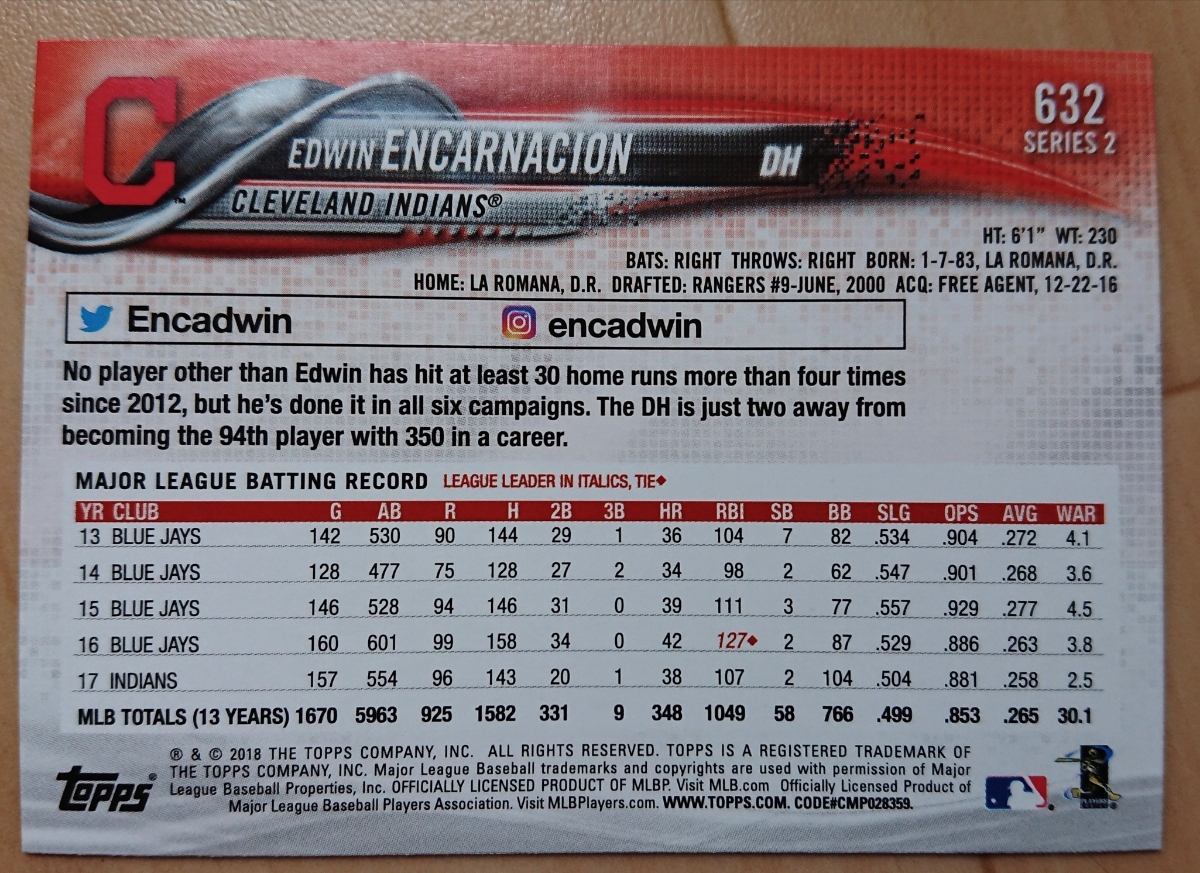 C
632
SERIES 2
EDWIN ENCARNACION DH
CLEVELAND INDIANS®
HT: 6'1" WT: 230
BATS: RIGHT THROWS: RIGHT BORN: 1-7-83, LA ROMANA, D.R.
HOME: LA ROMANA, D.R. DRAFTED: RANGERS #9-JUNE, 2000 ACQ: FREE AGENT, 12-22-16
Encadwin encadwin
No player other than Edwin has hit at least 30 home runs more than four times
since 2012, but he's done it in all six campaigns. The DH is just two away from
becoming the 94th player with 350 in a career.
MAJOR LEAGUE BATTING RECORD LEAGUE LEADER IN ITALICS, TIE◆
YR CLUB G AB R H 2B 3B HR RBI SB BB SLG OPS AVG WAR
13 BLUE JAYS 142 530 90 144 29 1 36 104 7 82 .534 .904 .272 4.1
14 BLUE JAYS 128 477 75 128 27 2 34 98 2 62 .547 .901 .268 3.6
15 BLUE JAYS 146 528 94 146 31 0 39 111 3 77 .557 .929 .277 4.5
16 BLUE JAYS 160 601 99 158 34 0 42 127◆ 2 87 .529 .886 .263 3.8
17 INDIANS 157 554 96 143 20 1 38 107 2 104 .504 .881 .258 2.5
MLB TOTALS (13 YEARS) 1670 5963 925 1582 331 9 348 1049 58 766 .499 .853 .265 30.1
® & © 2018 THE TOPPS COMPANY, INC. ALL RIGHTS RESERVED. TOPPS IS A REGISTERED TRADEMARK OF
THE TOPPS COMPANY, INC. Major League Baseball trademarks and copyrights are used with permission of Major
League Baseball Properties, Inc. OFFICIALLY LICENSED PRODUCT OF MLBP. Visit MLB.com Officially Licensed Product of
Major League Baseball Players Association. Visit MLBPlayers.com. WWW.TOPPS.COM. CODE#CMP028359.
Topps®